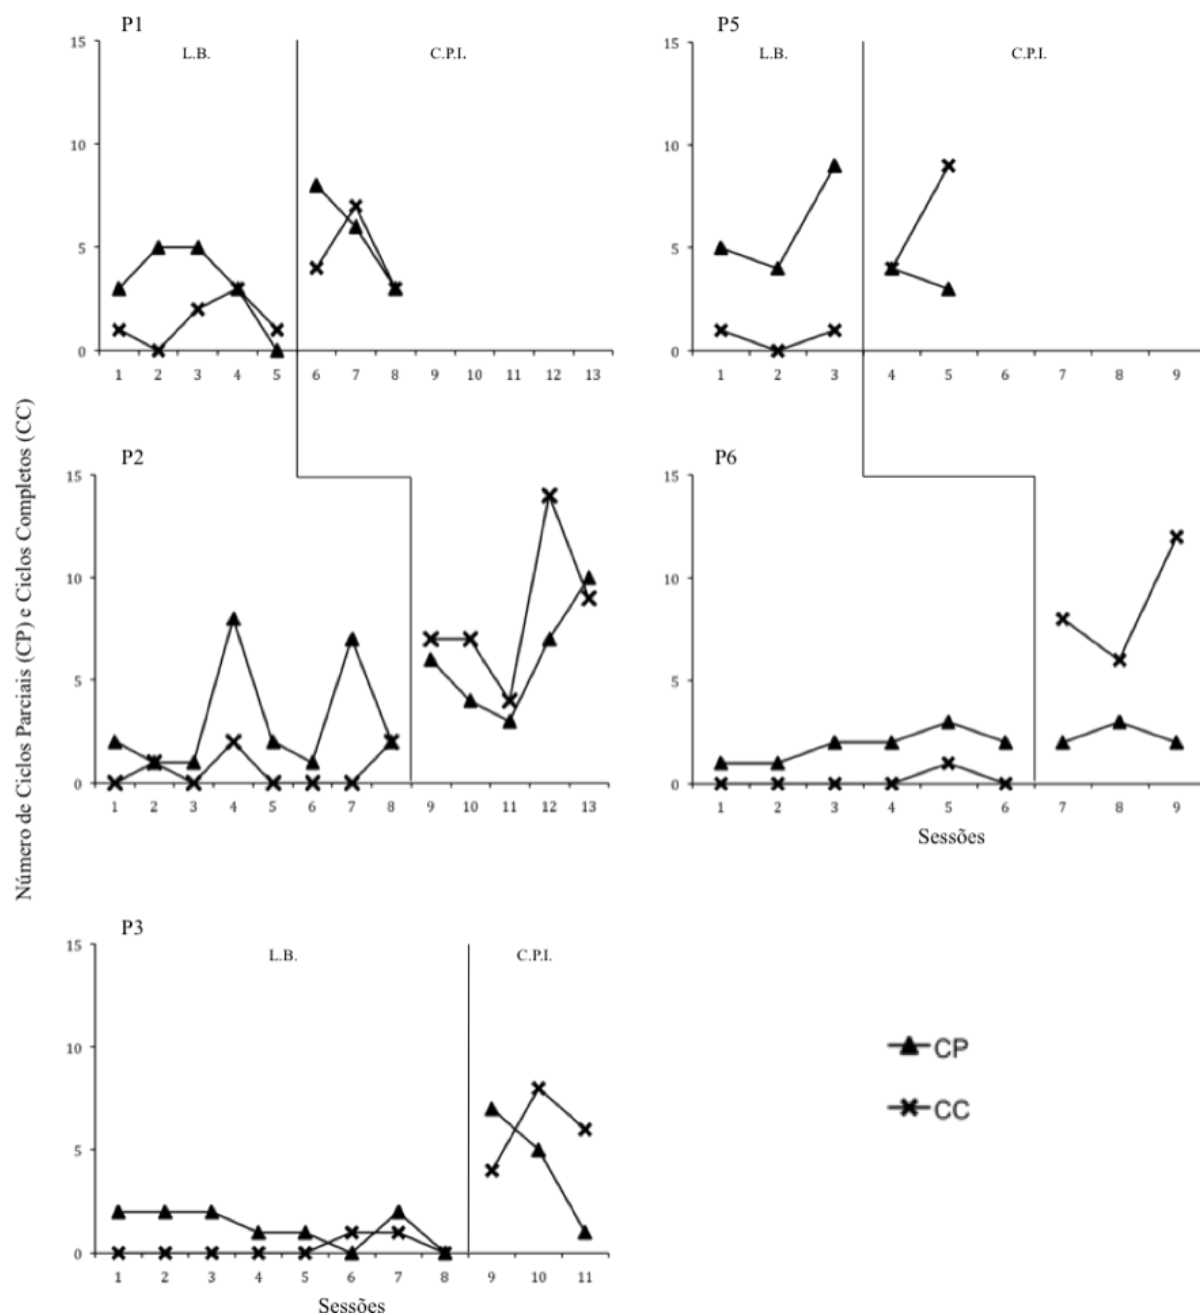 Número de Ciclos Parciais (CP) e Ciclos Completos (CC)
P1
L.B.
C.P.I.
15
10
5
0
1 2 3 4 5 6 7 8 9 10 11 12 13
P5
L.B.
C.P.I.
15
10
5
0
1 2 3 4 5 6 7 8 9
P2
15
10
5
0
1 2 3 4 5 6 7 8 9 10 11 12 13
P6
15
10
5
0
1 2 3 4 5 6 7 8 9
Sessões
P3
L.B.
C.P.I.
15
10
5
0
1 2 3 4 5 6 7 8 9 10 11
Sessões
CP
CC